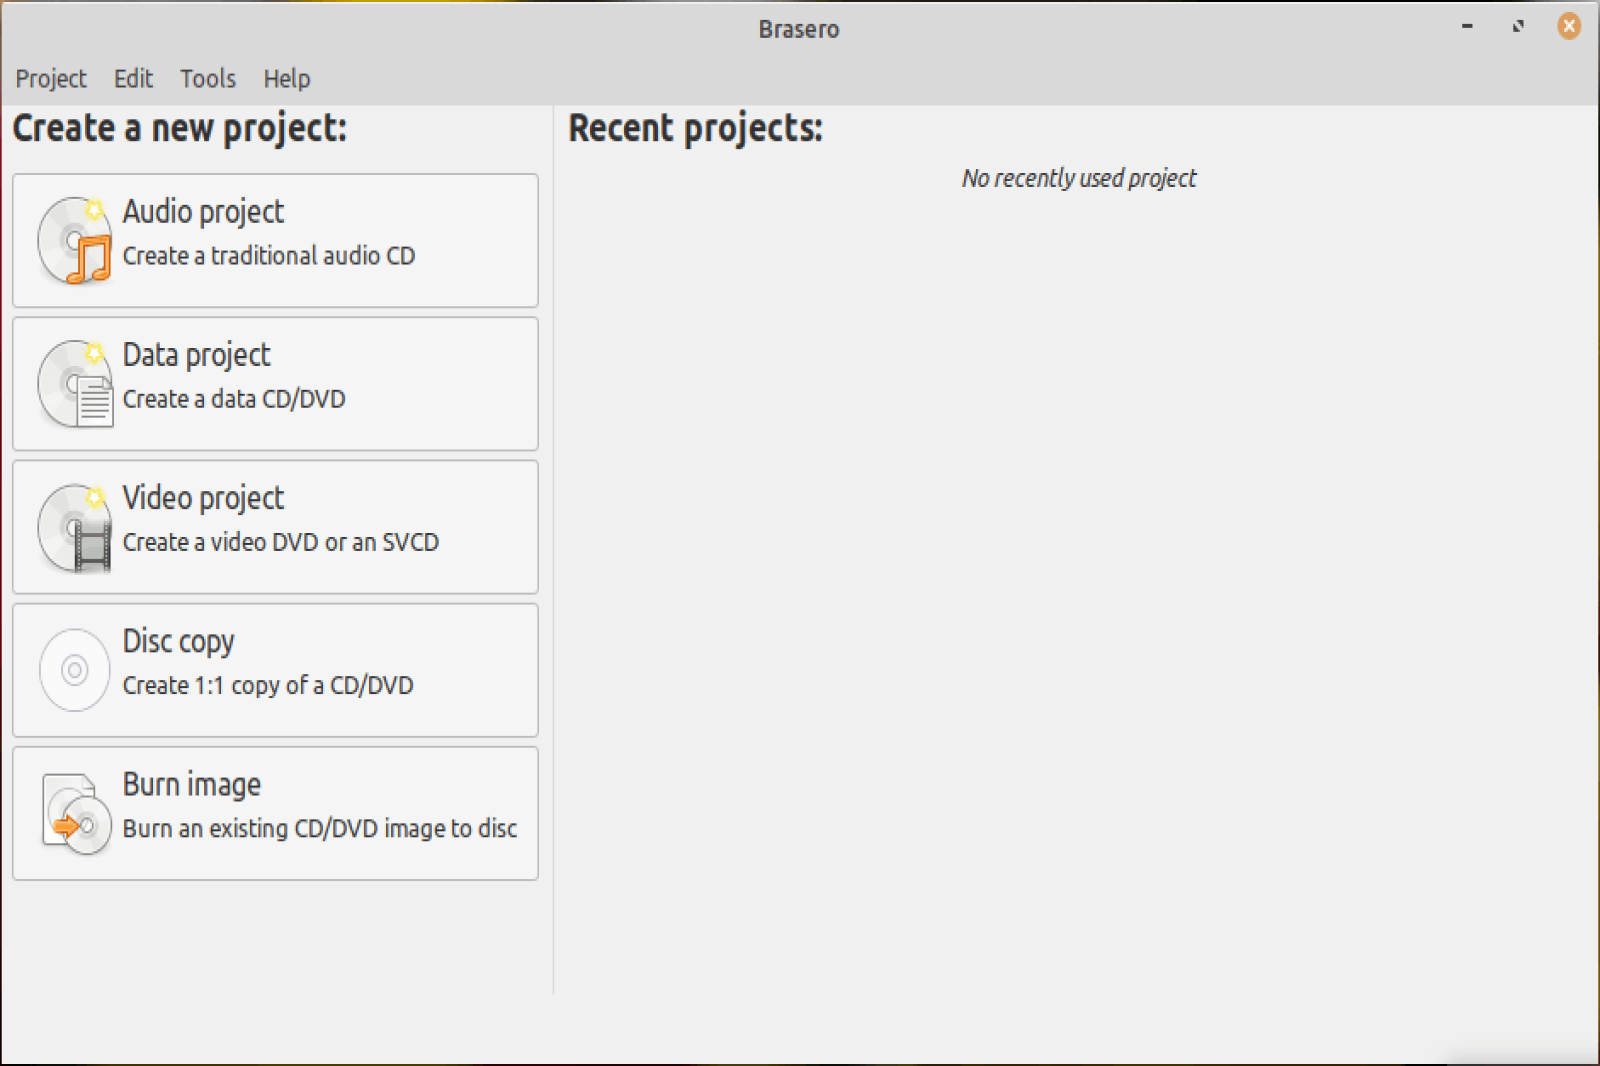 Brasero
Project Edit Tools Help
Create a new project:
Audio project
Create a traditional audio CD
Data project
Create a data CD/DVD
Video project
Create a video DVD or an SVCD
Disc copy
Create 1:1 copy of a CD/DVD
Burn image
Burn an existing CD/DVD image to disc
Recent projects:
No recently used project